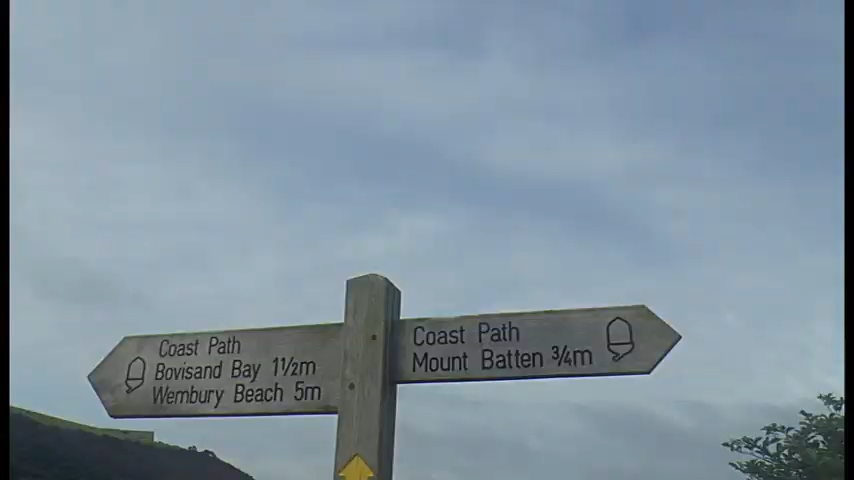 Coast Path
Bovisand Bay 1½m
Wembury Beach 5m
Coast Path
Mount Batten ¾m